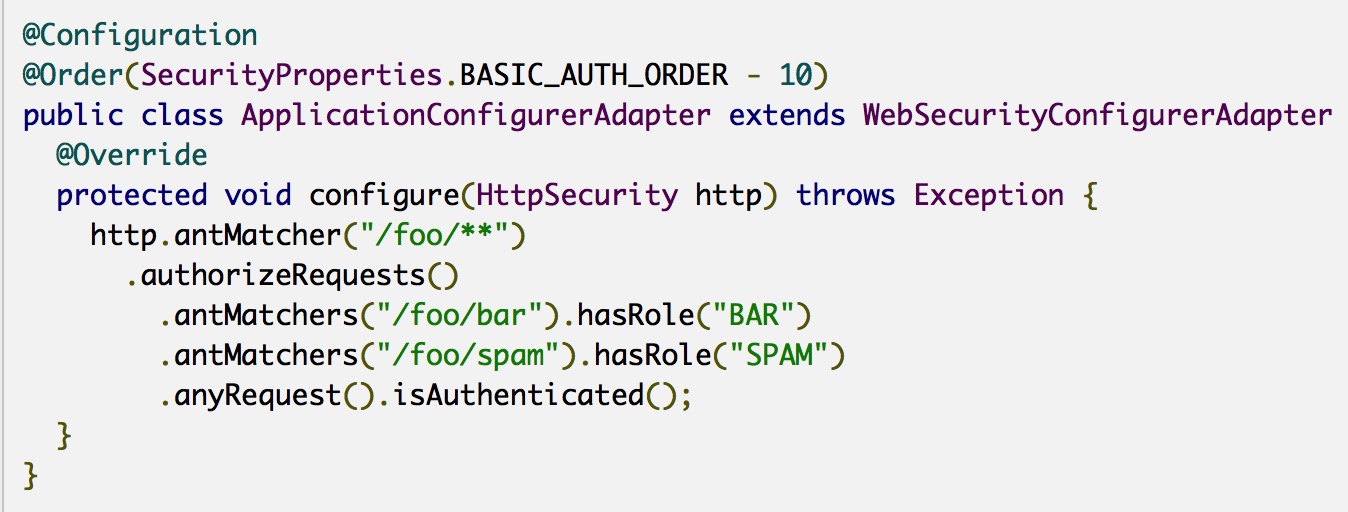 @Configuration
@Order(SecurityProperties.BASIC_AUTH_ORDER - 10)
public class ApplicationConfigurerAdapter extends WebSecurityConfigurerAdapter
  @Override
  protected void configure(HttpSecurity http) throws Exception {
    http.antMatcher("/foo/**")
      .authorizeRequests()
        .antMatchers("/foo/bar").hasRole("BAR")
        .antMatchers("/foo/spam").hasRole("SPAM")
        .anyRequest().isAuthenticated();
  }
}